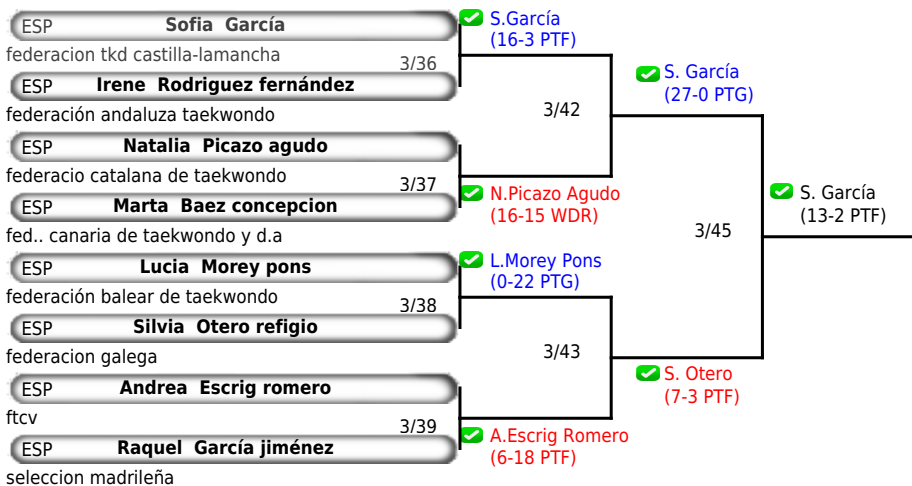 ESP Sofia García
federacion tkd castilla-lamancha
3/36
ESP Irene Rodriguez fernández
federación andaluza taekwondo
ESP Natalia Picazo agudo
federacio catalana de taekwondo
3/37
ESP Marta Baez concepcion
fed.. canaria de taekwondo y d.a
ESP Lucia Morey pons
federación balear de taekwondo
3/38
ESP Silvia Otero refigio
federacion galega
ESP Andrea Escrig romero
ftcv
3/39
ESP Raquel García jiménez
seleccion madrileña
S.García
(16-3 PTF)
3/42
N.Picazo Agudo
(16-15 WDR)
L.Morey Pons
(0-22 PTG)
3/43
A.Escrig Romero
(6-18 PTF)
S. García
(27-0 PTG)
3/45
S. Otero
(7-3 PTF)
S. García
(13-2 PTF)